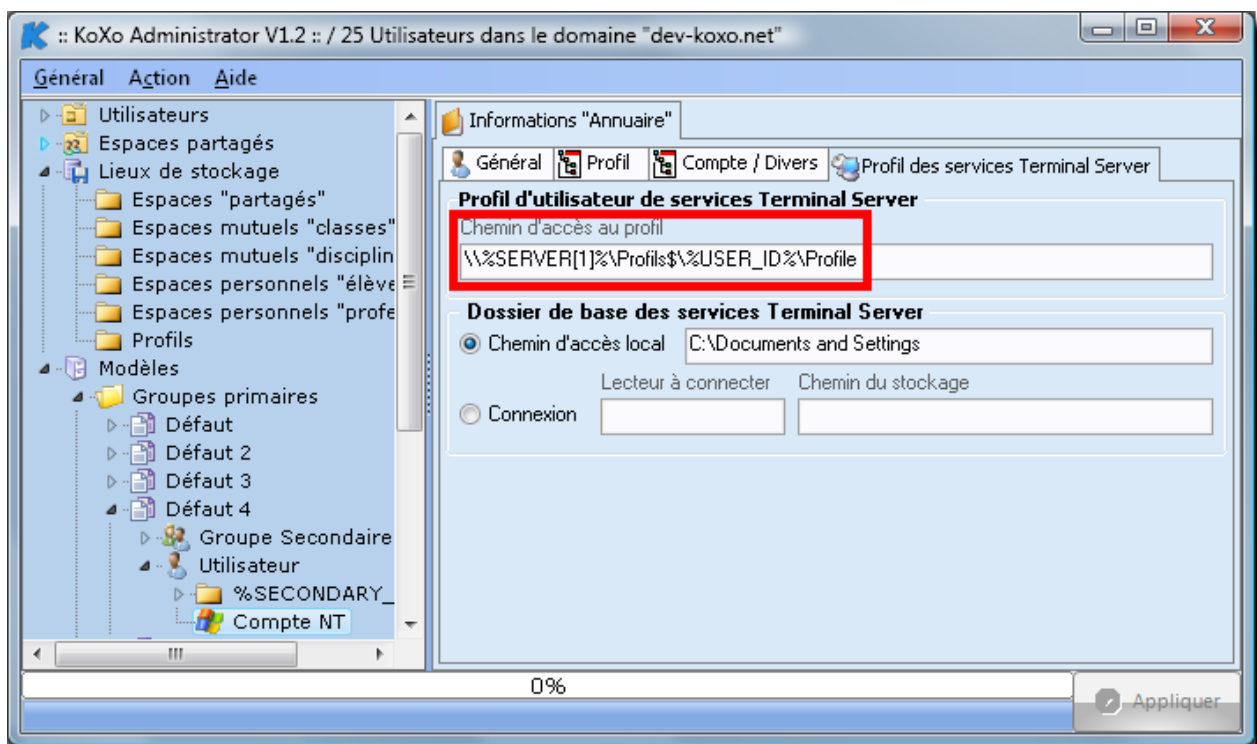 :: KoXo Administrator V1.2 :: / 25 Utilisateurs dans le domaine "dev-koxo.net"
Général Action Aide
Utilisateurs
Espaces partagés
Lieux de stockage
Espaces "partagés"
Espaces mutuels "classes"
Espaces mutuels "disciplin
Espaces personnels "élève
Espaces personnels "profe
Profils
Modèles
Groupes primaires
Défaut
Défaut 2
Défaut 3
Défaut 4
Groupe Secondaire
Utilisateur
%SECONDARY_
Compte NT
Informations "Annuaire"
Général Profil Compte / Divers Profil des services Terminal Server
Profil d'utilisateur de services Terminal Server
Chemin d'accès au profil
\\%SERVER[1]%\Profils$\%USER_ID%\Profile
Dossier de base des services Terminal Server
Chemin d'accès local C:\Documents and Settings
Lecteur à connecter Chemin du stockage
Connexion
0%
Appliquer